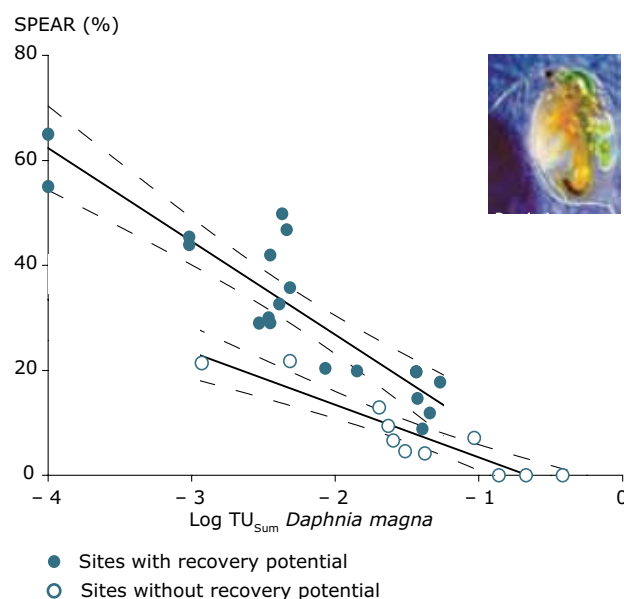 SPEAR (%)
80
60
40
20
0
– 4
– 3
– 2
– 1
0
Log TUSum Daphnia magna
Sites with recovery potential
Sites without recovery potential